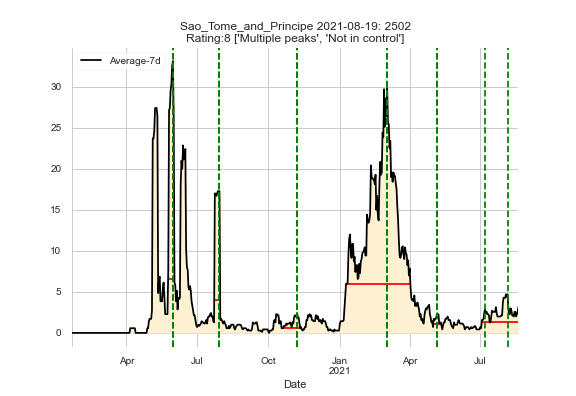 Sao_Tome_and_Principe 2021-08-19: 2502
Rating:8 ['Multiple peaks', 'Not in control']
Average-7d
30
25
20
15
10
5
0
Apr Jul Oct Jan Apr Jul
2021
Date